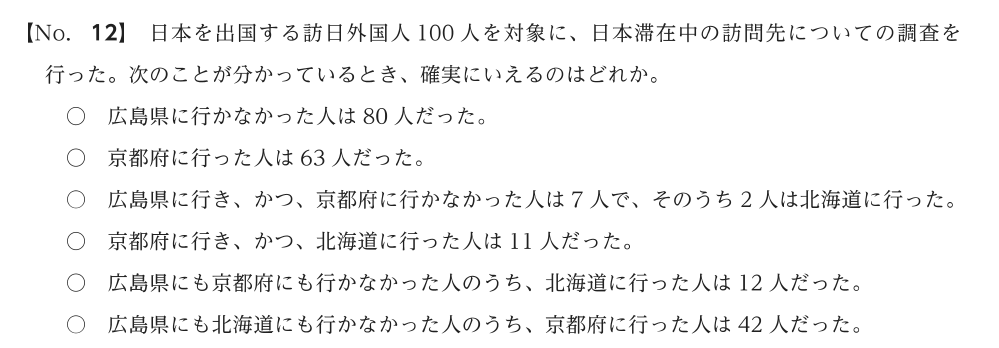 【No. 12】 日本を出国する訪日外国人 100 人を対象に、日本滞在中の訪問先についての調査を
行った。次のことが分かっているとき、確実にいえるのはどれか。
○ 広島県に行かなかった人は 80 人だった。
○ 京都府に行った人は 63 人だった。
○ 広島県に行き、かつ、京都府に行かなかった人は 7 人で、そのうち 2 人は北海道に行った。
○ 京都府に行き、かつ、北海道に行った人は 11 人だった。
○ 広島県にも京都府にも行かなかった人のうち、北海道に行った人は 12 人だった。
○ 広島県にも北海道にも行かなかった人のうち、京都府に行った人は 42 人だった。